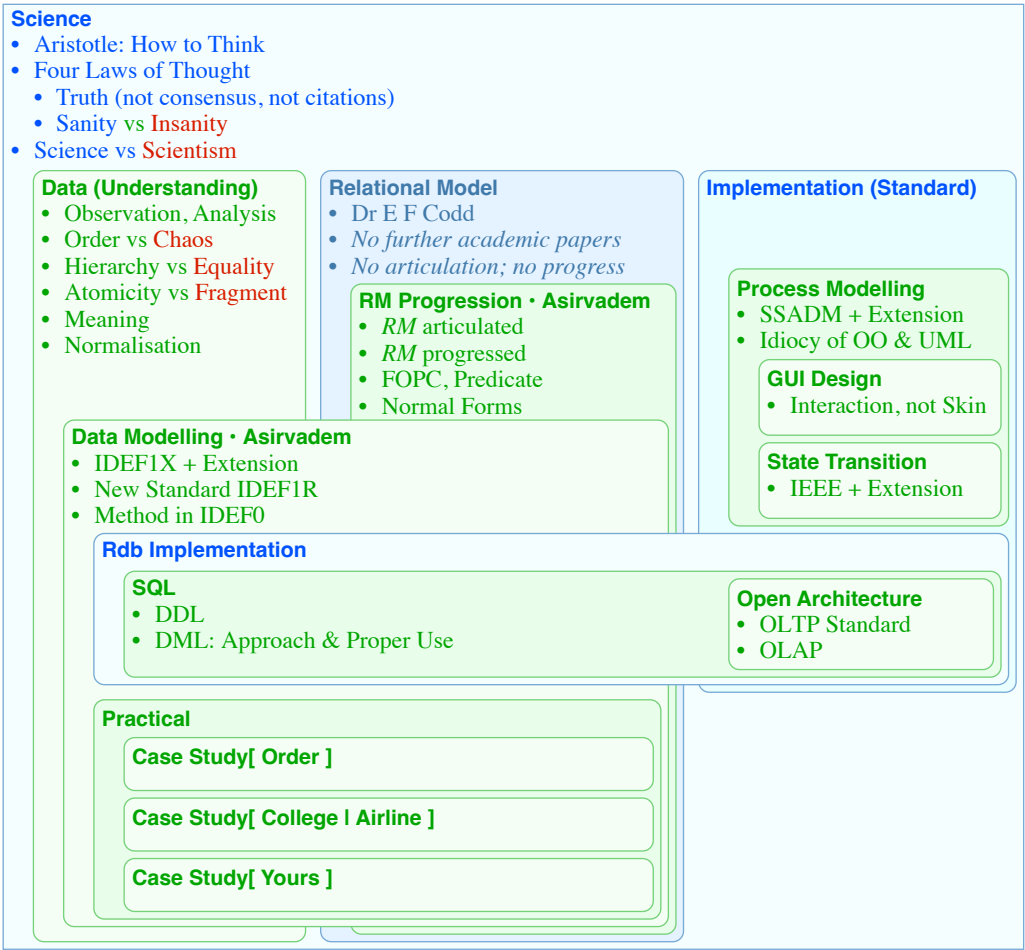 Science
• Aristotle: How to Think
• Four Laws of Thought
• Truth (not consensus, not citations)
• Sanity vs Insanity
• Science vs Scientism
Data (Understanding)
• Observation, Analysis
• Order vs Chaos
• Hierarchy vs Equality
• Atomicity vs Fragment
• Meaning
• Normalisation
Relational Model
• Dr E F Codd
• No further academic papers
• No articulation; no progress
RM Progression • Asirvadem
• RM articulated
• RM progressed
• FOPC, Predicate
• Normal Forms
Implementation (Standard)
Process Modelling
• SSADM + Extension
• Idiocy of OO & UML
GUI Design
• Interaction, not Skin
State Transition
• IEEE + Extension
Data Modelling • Asirvadem
• IDEF1X + Extension
• New Standard IDEF1R
• Method in IDEF0
Rdb Implementation
SQL
• DDL
• DML: Approach & Proper Use
Open Architecture
• OLTP Standard
• OLAP
Practical
Case Study[ Order ]
Case Study[ College | Airline ]
Case Study[ Yours ]